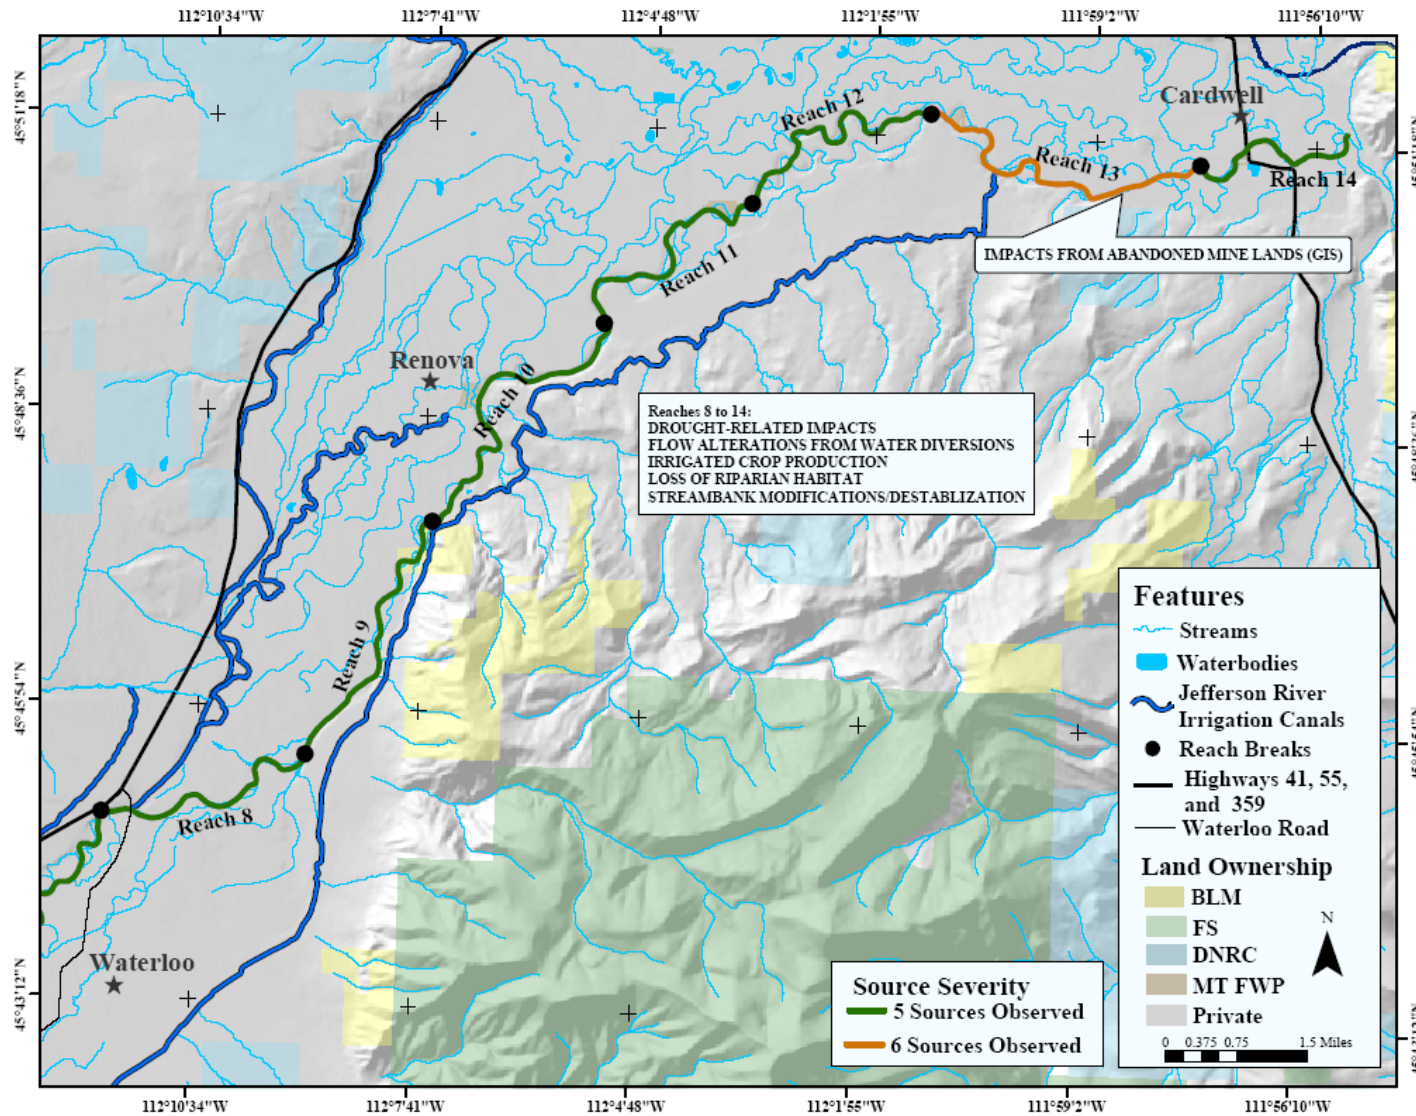 112°10'34"W 112°7'41"W 112°4'48"W 112°1'55"W 111°59'2"W 111°56'10"W
45°51'18"N
Cardwell
Reach 12
Reach 13
Reach 14
Reach 11
IMPACTS FROM ABANDONED MINE LANDS (GIS)
Renova
Reach 10
45°48'36"N
Reaches 8 to 14:
DROUGHT-RELATED IMPACTS
FLOW ALTERATIONS FROM WATER DIVERSIONS
IRRIGATED CROP PRODUCTION
LOSS OF RIPARIAN HABITAT
STREAMBANK MODIFICATIONS/DESTABLIZATION
Reach 9
45°45'54"N
Reach 8
Waterloo
45°43'12"N
Features
Streams
Waterbodies
Jefferson River
Irrigation Canals
Reach Breaks
Highways 41, 55,
and 359
Waterloo Road
Land Ownership
BLM
FS
DNRC
MT FWP
Private
N
0 0.375 0.75 1.5 Miles
Source Severity
5 Sources Observed
6 Sources Observed
112°10'34"W 112°7'41"W 112°4'48"W 112°1'55"W 111°59'2"W 111°56'10"W